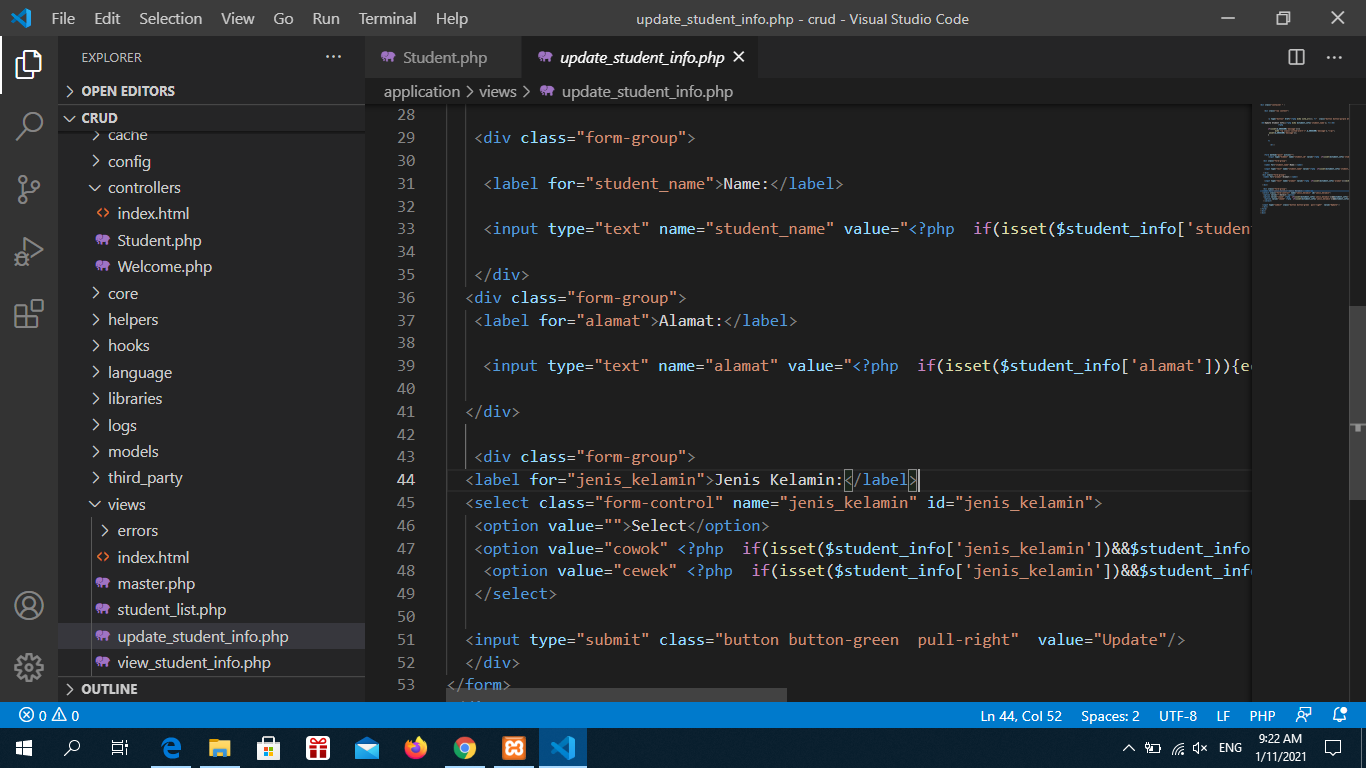 File Edit Selection View Go Run Terminal Help update_student_info.php - crud - Visual Studio Code
EXPLORER
OPEN EDITORS
CRUD
cache
config
controllers
index.html
Student.php
Welcome.php
core
helpers
hooks
language
libraries
logs
models
third_party
views
errors
index.html
master.php
student_list.php
update_student_info.php
view_student_info.php
OUTLINE
Student.php update_student_info.php
application > views > update_student_info.php
28
29 <div class="form-group">
30
31 <label for="student_name">Name:</label>
32
33 <input type="text" name="student_name" value="<?php if(isset($student_info['studen
34
35 </div>
36 <div class="form-group">
37 <label for="alamat">Alamat:</label>
38
39 <input type="text" name="alamat" value="<?php if(isset($student_info['alamat'])){e
40
41 </div>
42
43 <div class="form-group">
44 <label for="jenis_kelamin">Jenis Kelamin:</label>
45 <select class="form-control" name="jenis_kelamin" id="jenis_kelamin">
46 <option value="">Select</option>
47 <option value="cowok" <?php if(isset($student_info['jenis_kelamin'])&&$student_info
48 <option value="cewek" <?php if(isset($student_info['jenis_kelamin'])&&$student_inf
49 </select>
50
51 <input type="submit" class="button button-green pull-right" value="Update"/>
52 </div>
53 </form>
0 0 Ln 44, Col 52 Spaces: 2 UTF-8 LF PHP
ENG 9:22 AM
1/11/2021